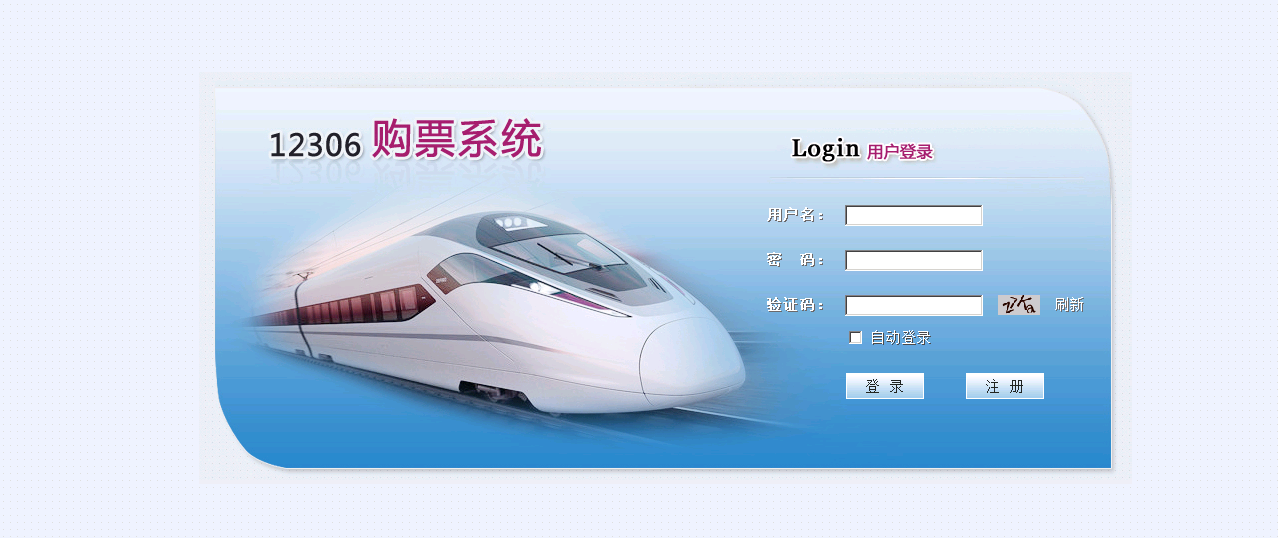 12306 购票系统
Login 用户登录
用户名：
密 码：
验证码： 刷新
自动登录
登 录 注 册